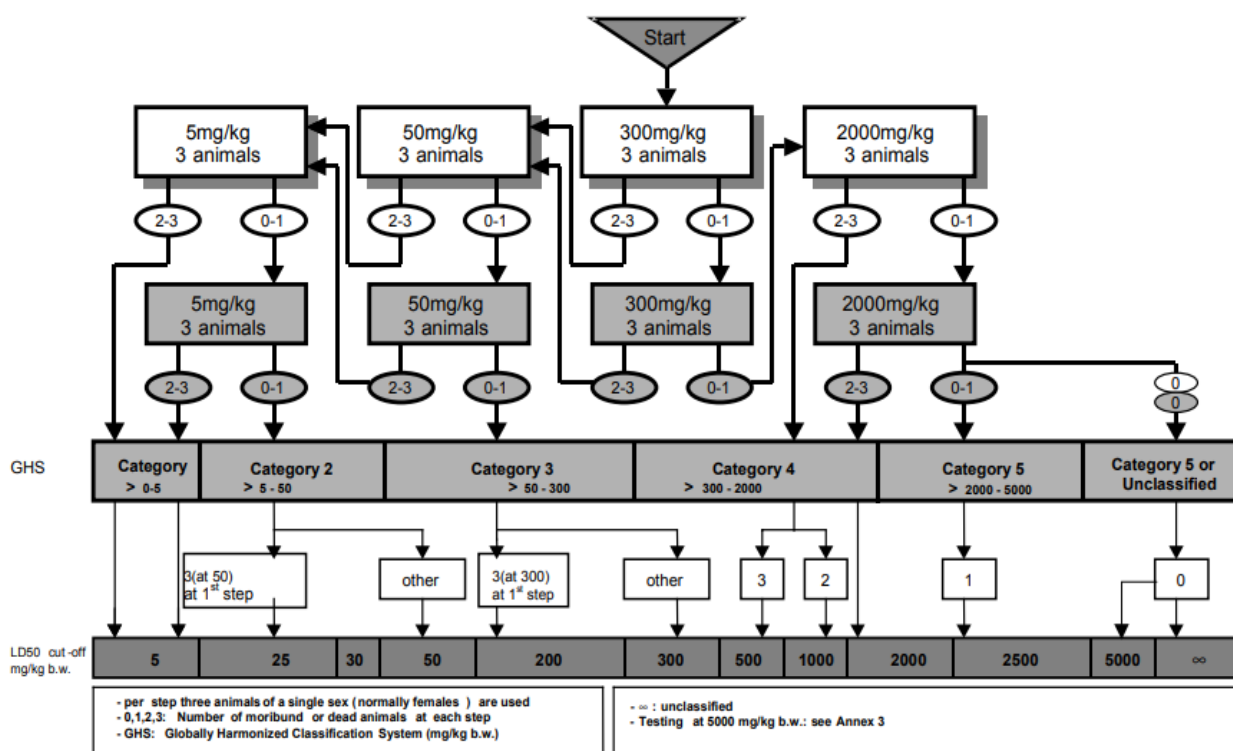 Start
5mg/kg
3 animals
50mg/kg
3 animals
300mg/kg
3 animals
2000mg/kg
3 animals
2-3
0-1
2-3
0-1
2-3
0-1
2-3
0-1
5mg/kg
3 animals
50mg/kg
3 animals
300mg/kg
3 animals
2000mg/kg
3 animals
2-3
0-1
2-3
0-1
2-3
0-1
2-3
0-1
0
0
GHS
Category
> 0-5
Category 2
> 5 - 50
Category 3
> 50 - 300
Category 4
> 300 - 2000
Category 5
> 2000 - 5000
Category 5 or
Unclassified
3(at 50)
at 1st step
other
3(at 300)
at 1st step
other
3
2
1
0
LD50 cut-off
mg/kg b.w.
5
25
30
50
200
300
500
1000
2000
2500
5000
∞
- per step three animals of a single sex (normally females ) are used
- 0,1,2,3: Number of moribund or dead animals at each step
- GHS: Globally Harmonized Classification System (mg/kg b.w.)
- ∞ : unclassified
- Testing at 5000 mg/kg b.w.: see Annex 3